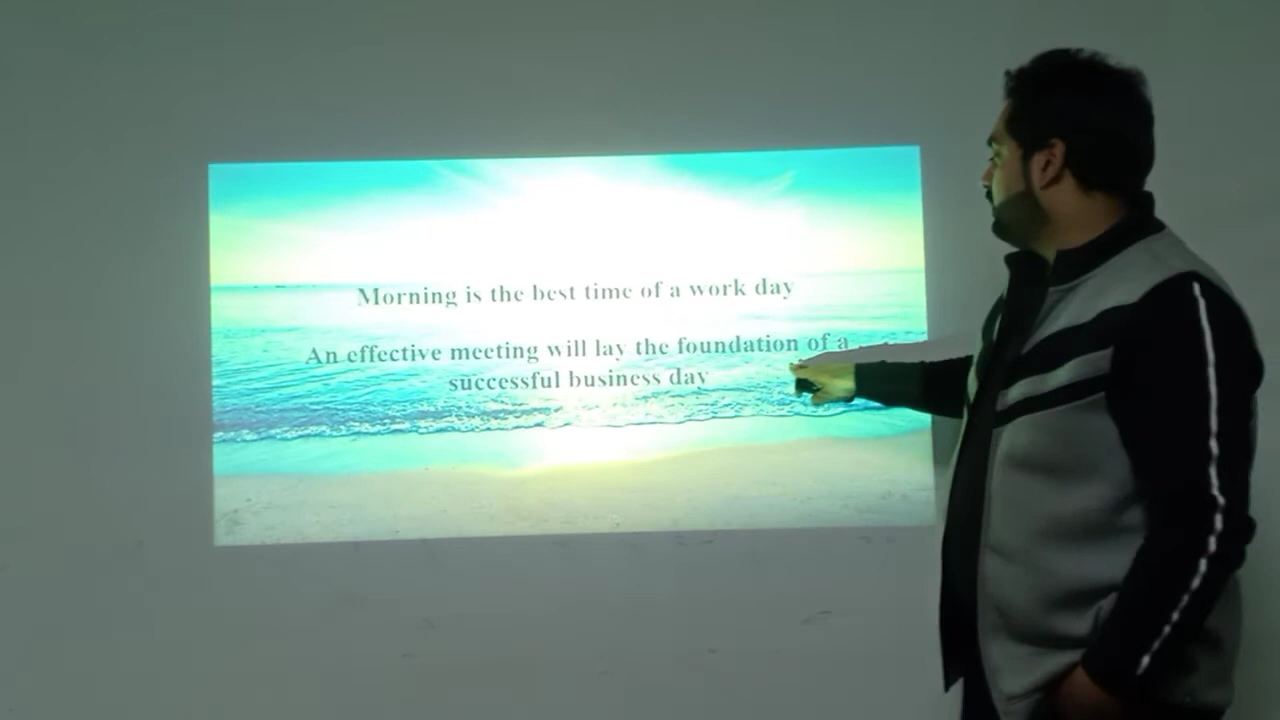 Morning is the best time of a work day
An effective meeting will lay the foundation of a
successful business day